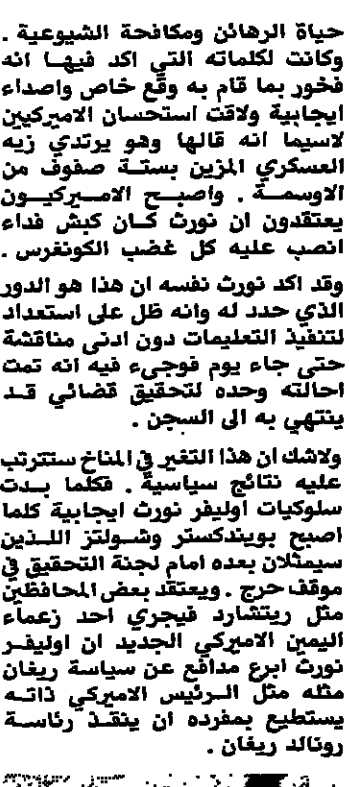 حياة الرهائن ومكافحة الشيوعية .
وكانت لكلماته التي اكد فيها انه
فخور بما قام به وقع خاص واصداء
ايجابية ولاقت استحسان الاميركيين
لاسيما انه قالها وهو يرتدي زيه
العسكري المزين بستة صفوف من
الاوسمة . واصبح الاميركيون
يعتقدون ان نورث كان كبش فداء
انصب عليه كل غضب الكونغرس .
وقد اكد نورث نفسه ان هذا هو الدور
الذي حدد له وانه ظل على استعداد
لتنفيذ التعليمات دون ادنى مناقشة
حتى جاء يوم فوجىء فيه انه تمت
احالته وحده لتحقيق قضائي قد
ينتهي به الى السجن .
ولاشك ان هذا التغير في المناخ ستترتب
عليه نتائج سياسية . فكلما بدت
سلوكيات اوليفر نورث ايجابية كلما
اصبح بويندكستر وشولتز اللذين
سيمثلان بعده امام لجنة التحقيق في
موقف حرج . ويعتقد بعض المحافظين
مثل ريتشارد فيجري احد زعماء
اليمين الاميركي الجديد ان اوليفر
نورث ابرع مدافع عن سياسة ريغان
مثله مثل الرئيس الاميركي ذاته
يستطيع بمفرده ان ينقذ رئاسة
رونالد ريغان .